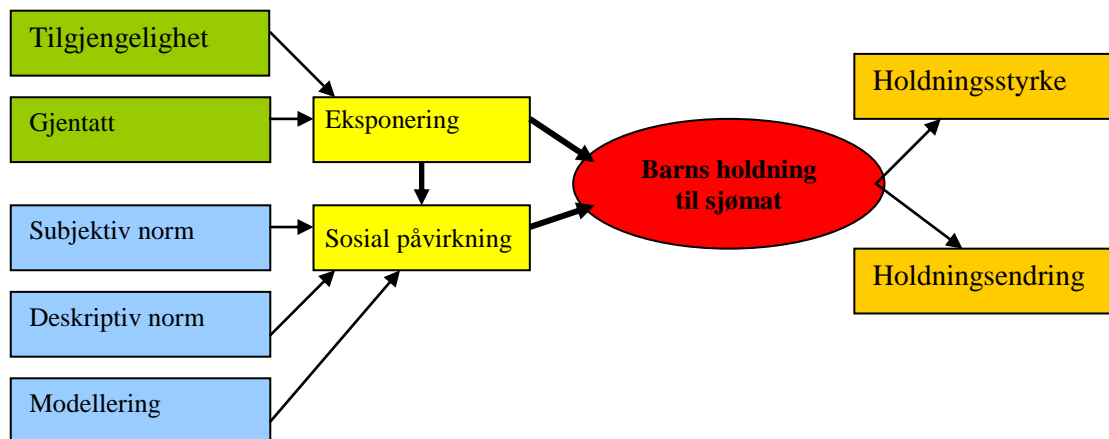 Tilgjengelighet
Gjentatt
Subjektiv norm
Deskriptiv norm
Modellering
Eksponering
Sosial påvirkning
Barns holdning
til sjømat
Holdningsstyrke
Holdningsendring